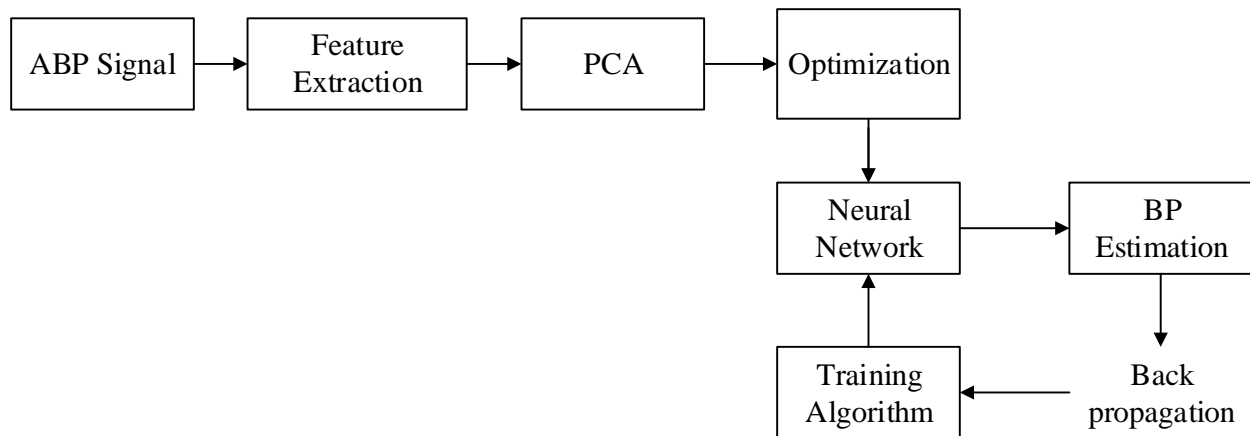 ABP Signal
Feature
Extraction
PCA
Optimization
Neural
Network
BP
Estimation
Training
Algorithm
Back
propagation